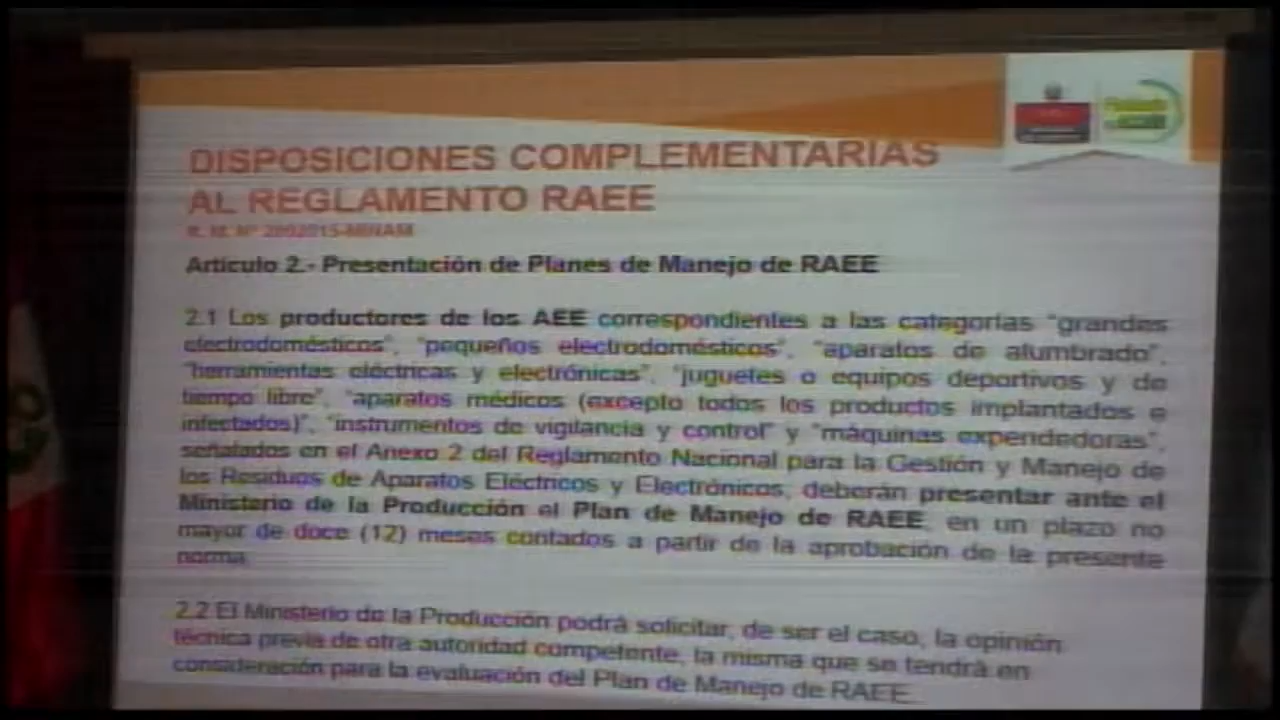 DISPOSICIONES COMPLEMENTARIAS
AL REGLAMENTO RAEE
R. M. N° 2002015-MINAM
Artículo 2.- Presentación de Planes de Manejo de RAEE
2.1 Los productores de los AEE correspondientes a las categorías "grandes
electrodomésticos", "pequeños electrodomésticos", "aparatos de alumbrado",
"herramientas eléctricas y electrónicas", "juguetes o equipos deportivos y de
tiempo libre", "aparatos médicos (excepto todos los productos implantados e
infectados)", "instrumentos de vigilancia y control" y "máquinas expendedoras",
señalados en el Anexo 2 del Reglamento Nacional para la Gestión y Manejo de
los Residuos de Aparatos Eléctricos y Electrónicos, deberán presentar ante el
Ministerio de la Producción el Plan de Manejo de RAEE, en un plazo no
mayor de doce (12) meses contados a partir de la aprobación de la presente
norma.
2.2 El Ministerio de la Producción podrá solicitar, de ser el caso, la opinión
técnica previa de otra autoridad competente, la misma que se tendrá en
consideración para la evaluación del Plan de Manejo de RAEE.